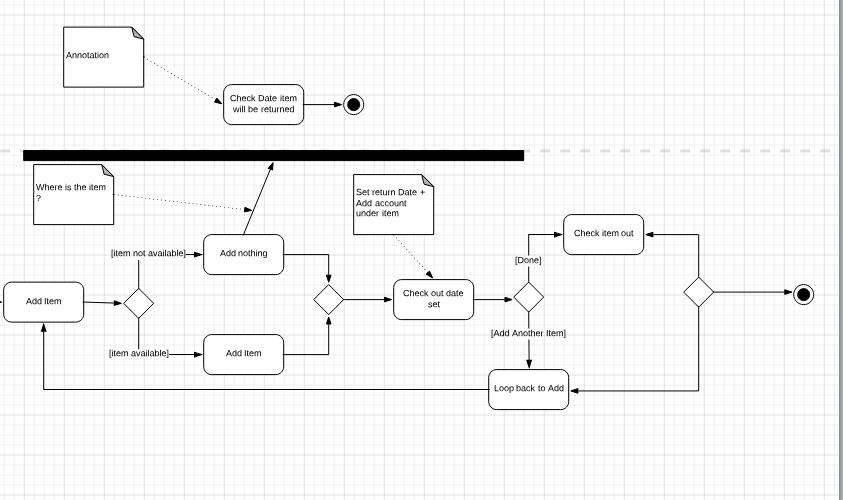 Annotation
Check Date item
will be returned
Where is the item
?
Set return Date +
Add account
under item
Check item out
[item not available]
Add nothing
[Done]
Add Item
Check out date
set
[Add Another Item]
[item available]
Add Item
Loop back to Add